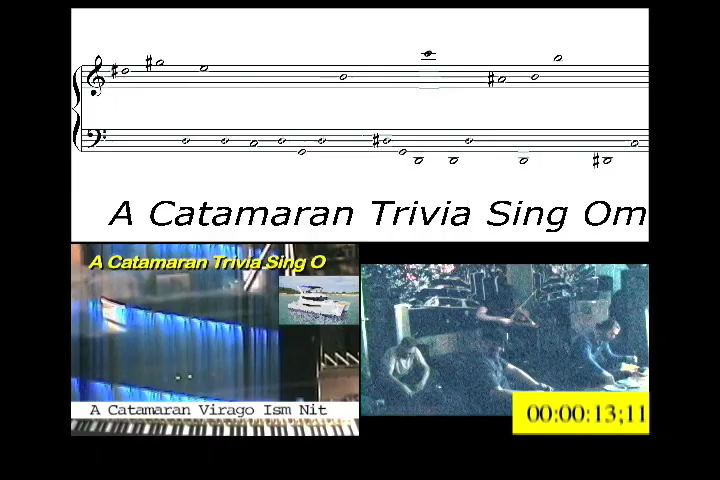 A Catamaran Trivia Sing Om
A Catamaran Trivia Sing O
A Catamaran Virago Ism Nit
00:00:13;11